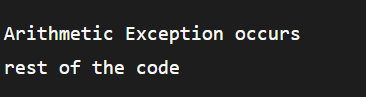 Arithmetic Exception occurs
rest of the code